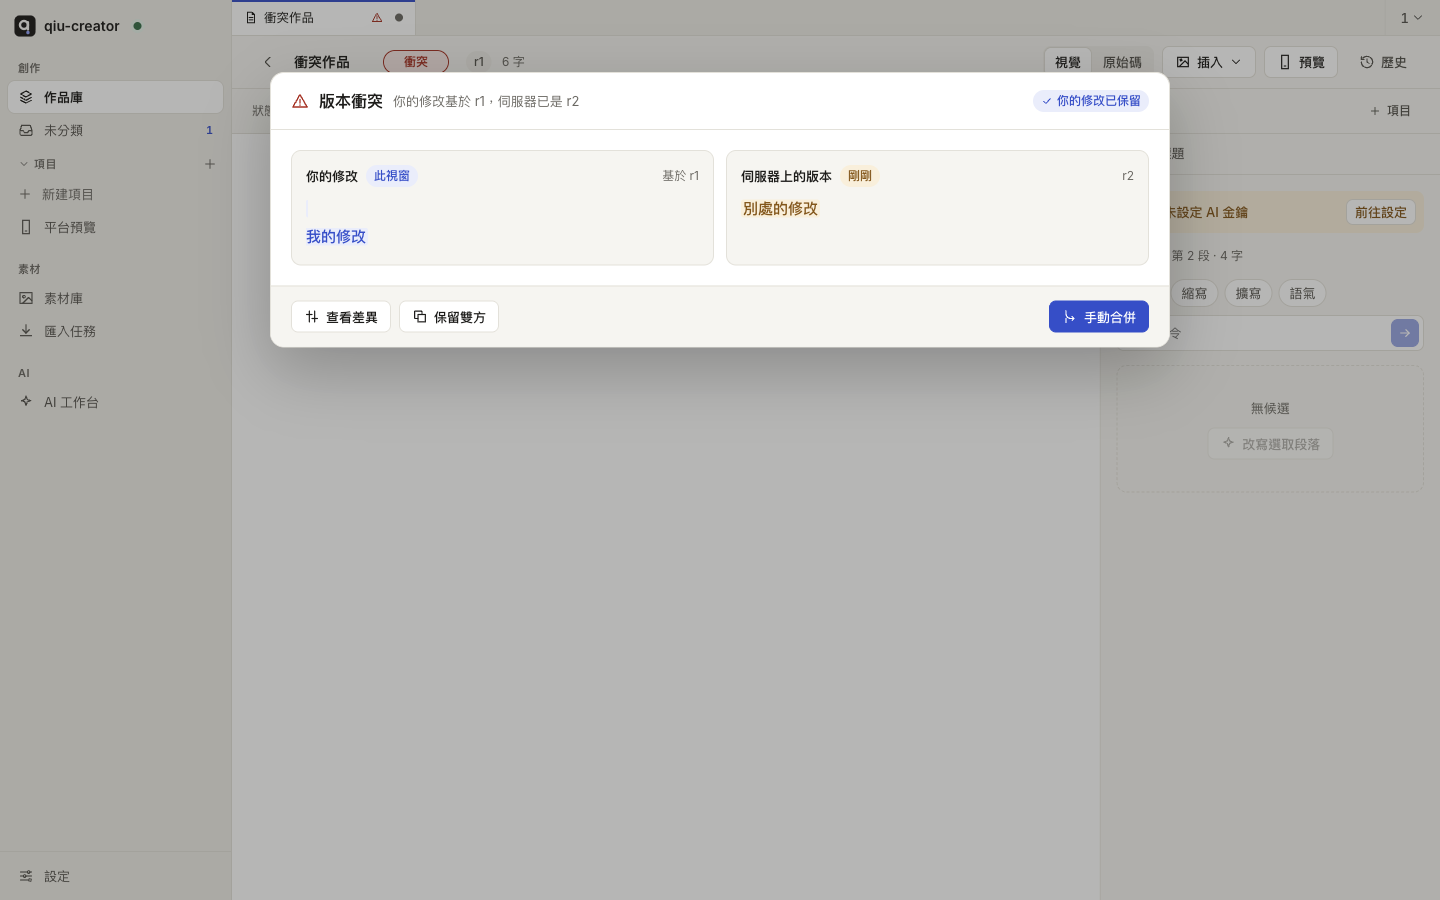 qiu-creator
創作
作品庫
未分類 1
項目
新建項目
平台預覽
素材
素材庫
匯入任務
AI
AI 工作台
設定
衝突作品
1
衝突作品 衝突 r1 6 字
視覺 原始碼 插入 預覽 歷史
項目
版本衝突 你的修改基於 r1，伺服器已是 r2
你的修改已保留
你的修改 此視窗 基於 r1
我的修改
伺服器上的版本 剛剛 r2
別處的修改
查看差異 保留雙方 手動合併
設定 AI 金鑰 前往設定
第 2 段 · 4 字
縮寫 擴寫 語氣
令
無候選
改寫選取段落